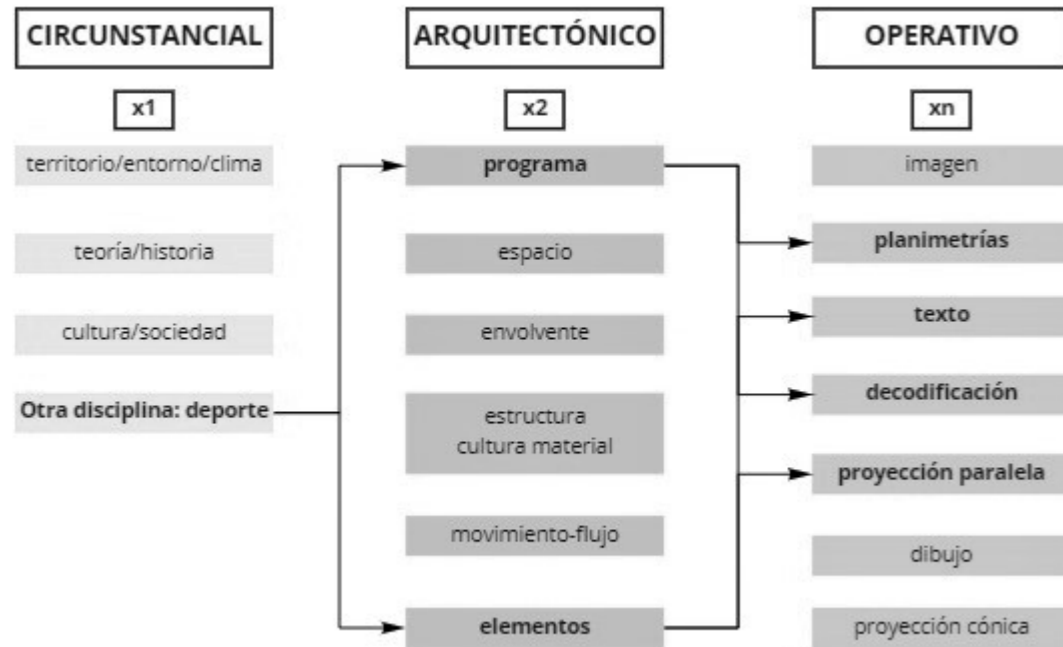 CIRCUNSTANCIAL
x1
territorio/entorno/clima
teoría/historia
cultura/sociedad
Otra disciplina: deporte
ARQUITECTÓNICO
x2
programa
espacio
envolvente
estructura
cultura material
movimiento-flujo
elementos
OPERATIVO
xn
imagen
planimetrías
texto
decodificación
proyección paralela
dibujo
proyección cónica